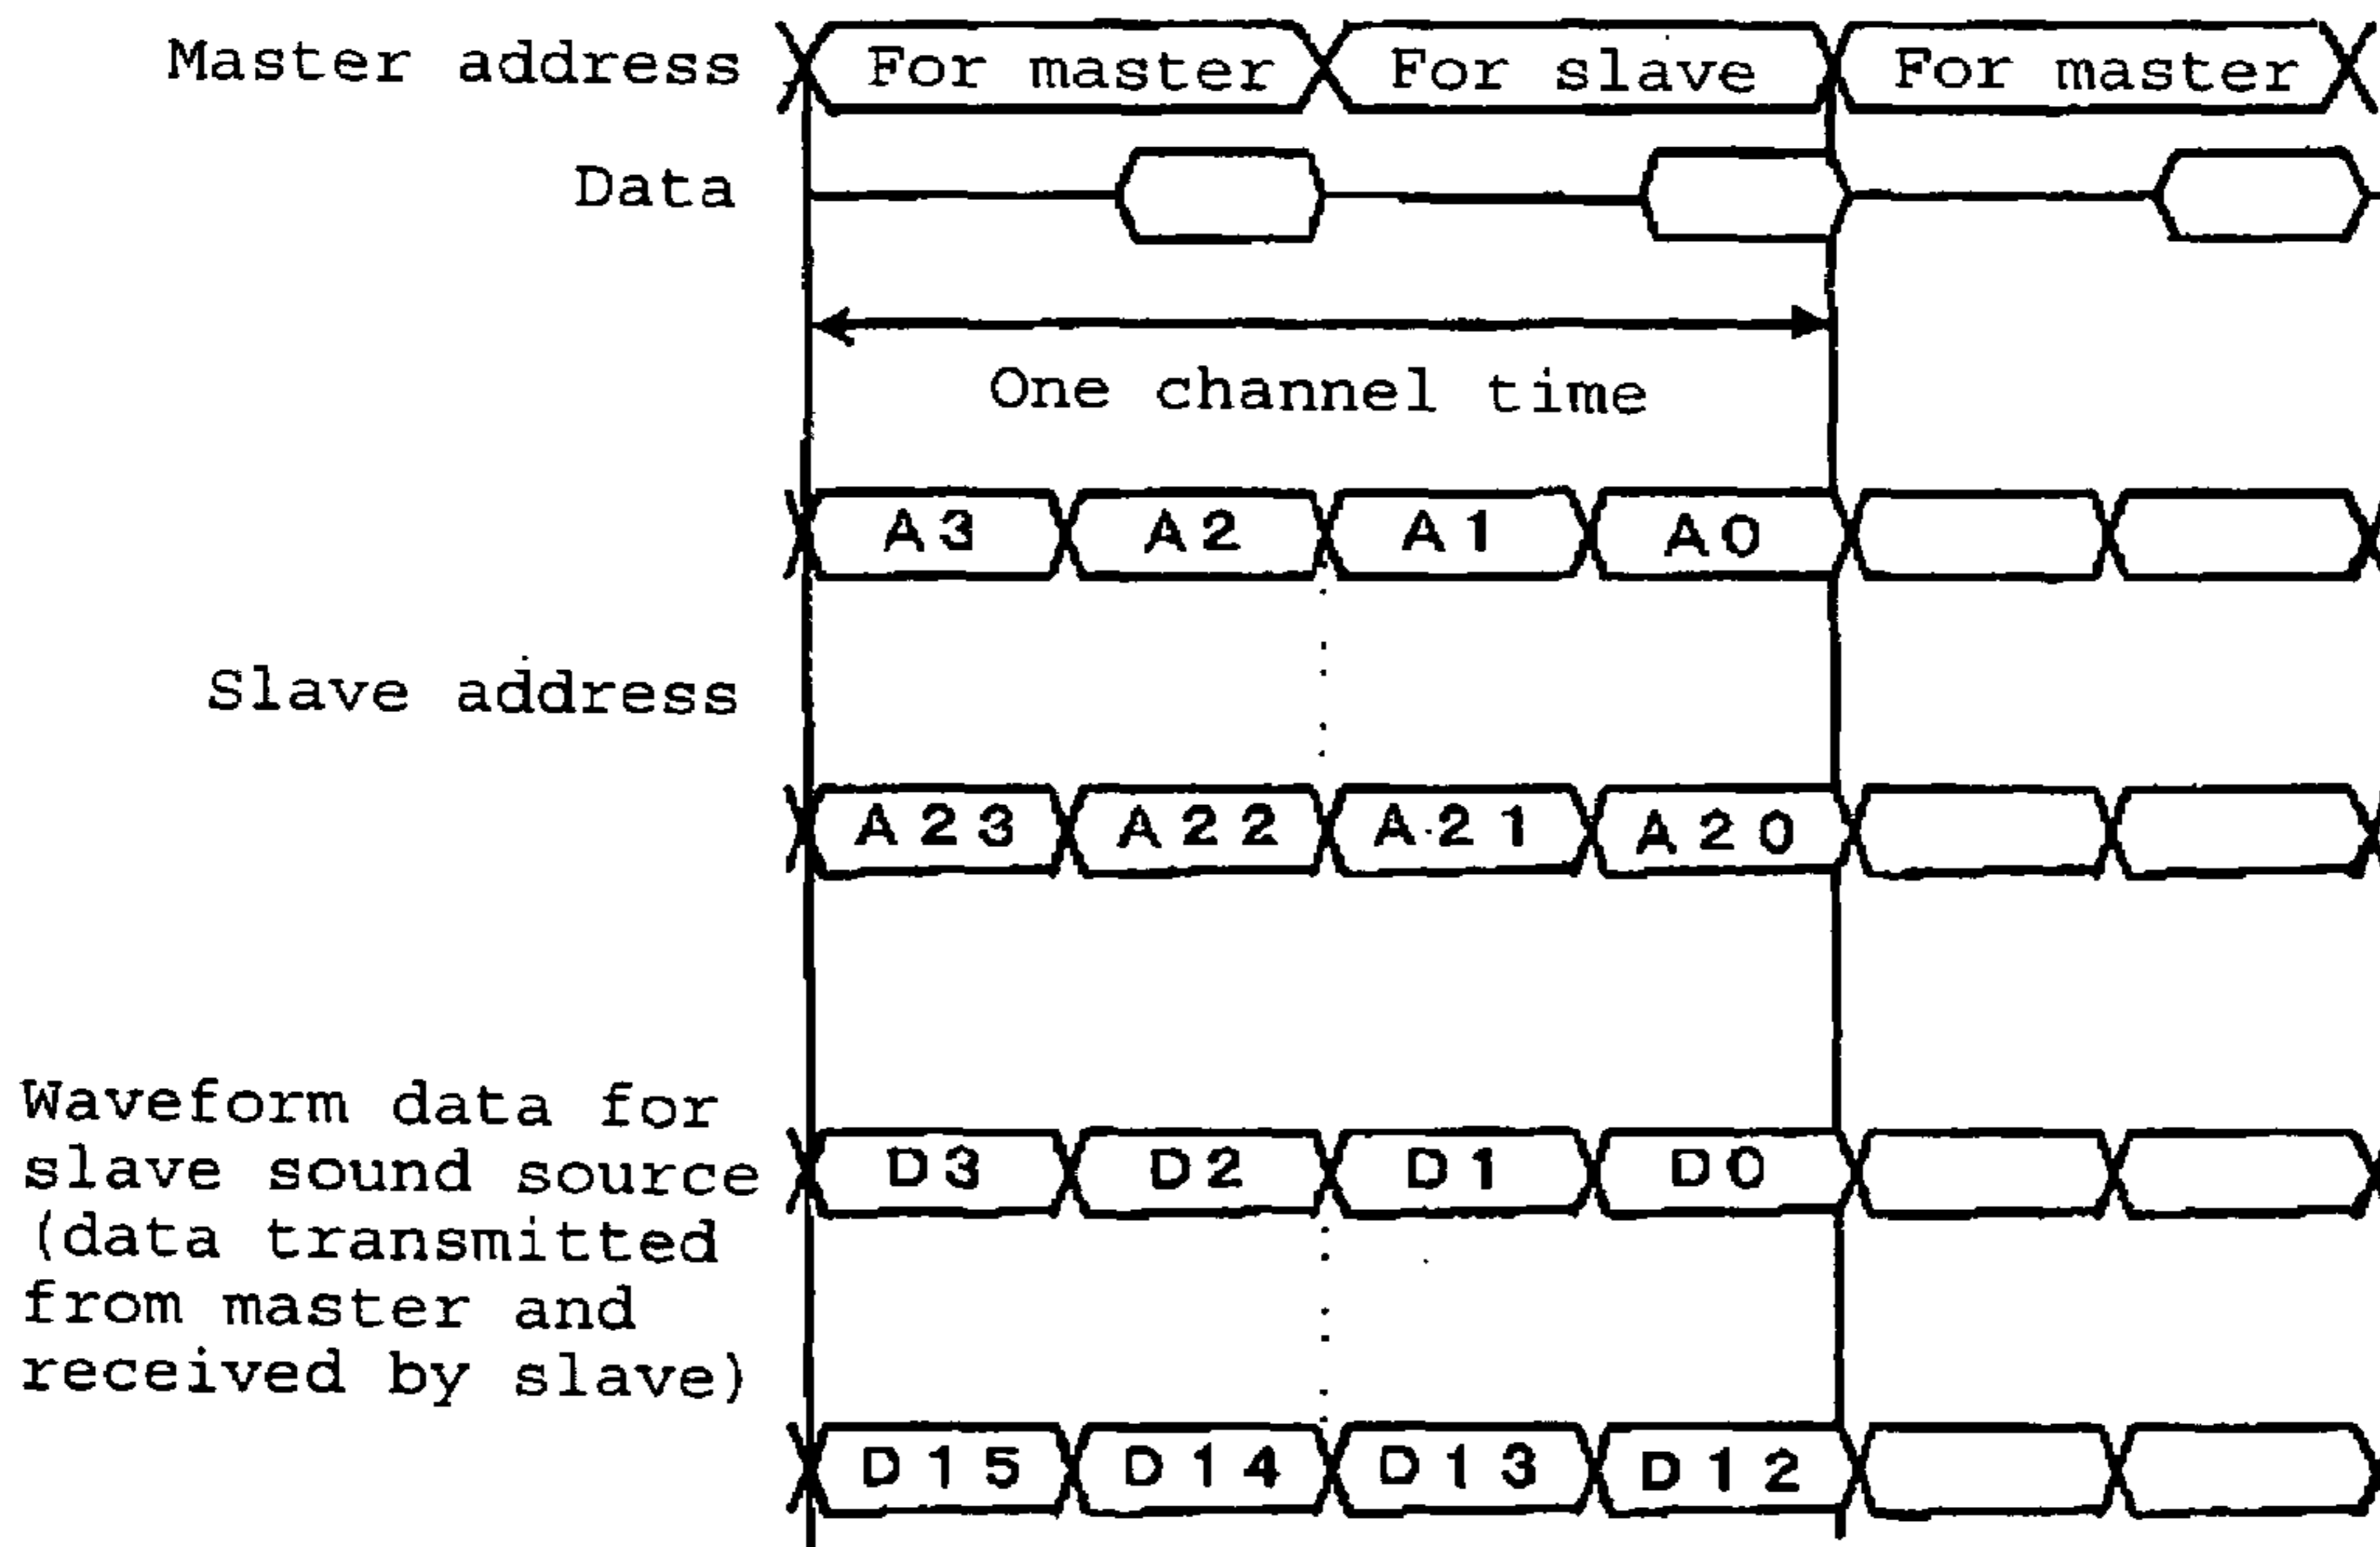 Master address For master For slave For master
Data
One channel time
A3 A2 A1 A0
Slave address
A23 A22 A21 A20
Waveform data for
slave sound source
(data transmitted
from master and
received by slave)
D3 D2 D1 D0
D15 D14 D13 D12